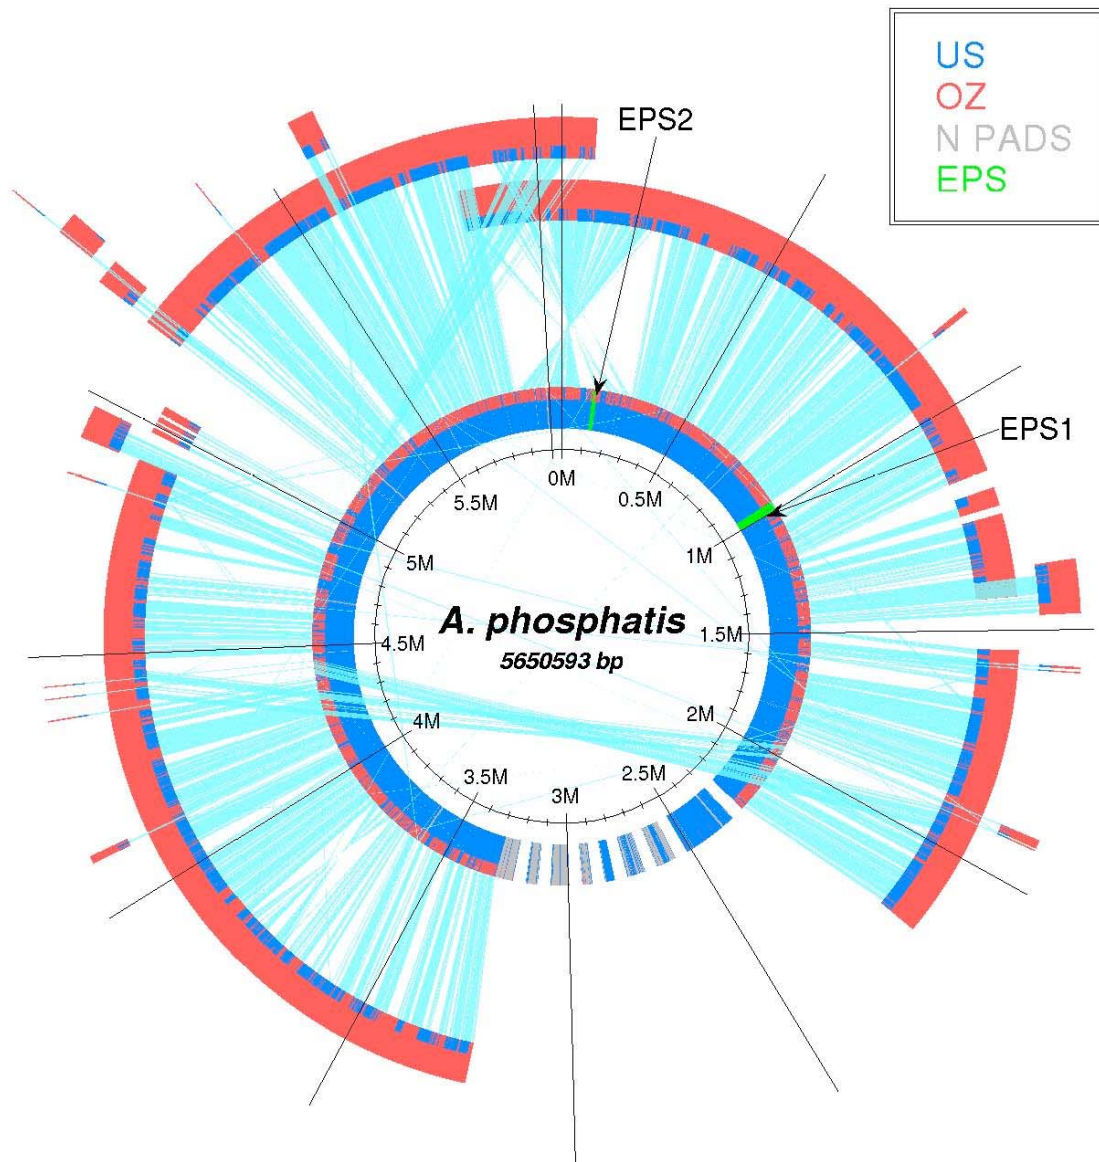 US
OZ
N PADS
EPS
EPS2
EPS1
0M
0.5M
1M
1.5M
2M
2.5M
3M
3.5M
4M
4.5M
5M
5.5M
A. phosphatis
5650593 bp